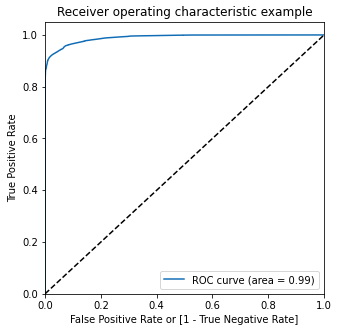 Receiver operating characteristic example
True Positive Rate
1.0
0.8
0.6
0.4
0.2
0.0
ROC curve (area = 0.99)
0.0 0.2 0.4 0.6 0.8 1.0
False Positive Rate or [1 - True Negative Rate]